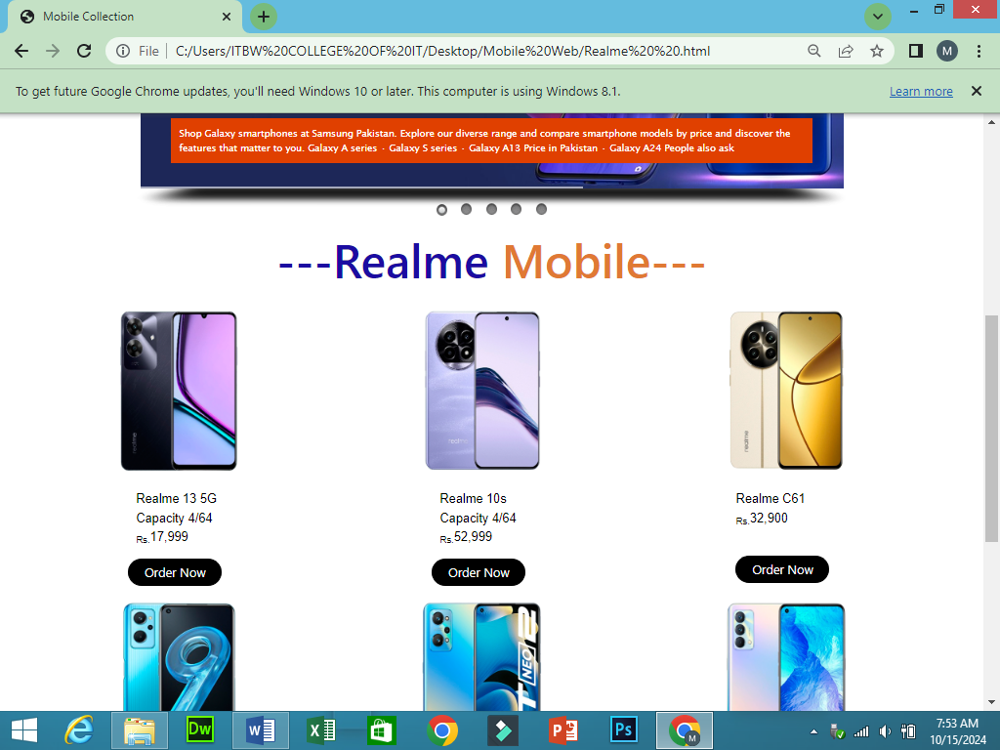 Mobile Collection
File
C:/Users/ITBW%20COLLEGE%20OF%20IT/Desktop/Mobile%20Web/Realme%20%20.html
M
To get future Google Chrome updates, you'll need Windows 10 or later. This computer is using Windows 8.1.
Learn more
Shop Galaxy smartphones at Samsung Pakistan. Explore our diverse range and compare smartphone models by price and discover the
features that matter to you. Galaxy A series · Galaxy S series · Galaxy A13 Price in Pakistan · Galaxy A24 People also ask
---Realme Mobile---
realme
realme
realme
Realme 13 5G
Capacity 4/64
Rs.17,999
Order Now
Realme 10s
Capacity 4/64
Rs.52,999
Order Now
Realme C61
Rs.32,900
Order Now
9
NEO
2
Dw
W
X
P
Ps
M
7:53 AM
10/15/2024